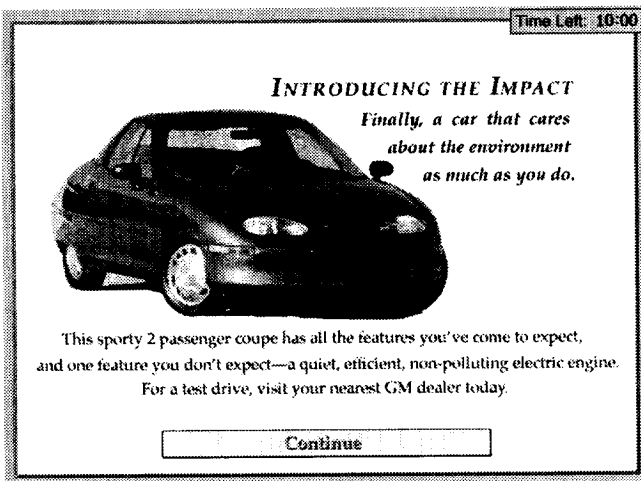 Time Left: 10:00
INTRODUCING THE IMPACT
Finally, a car that cares
about the environment
as much as you do.
This sporty 2 passenger coupe has all the features you've come to expect,
and one feature you don't expect—a quiet, efficient, non-polluting electric engine.
For a test drive, visit your nearest GM dealer today.
Continue